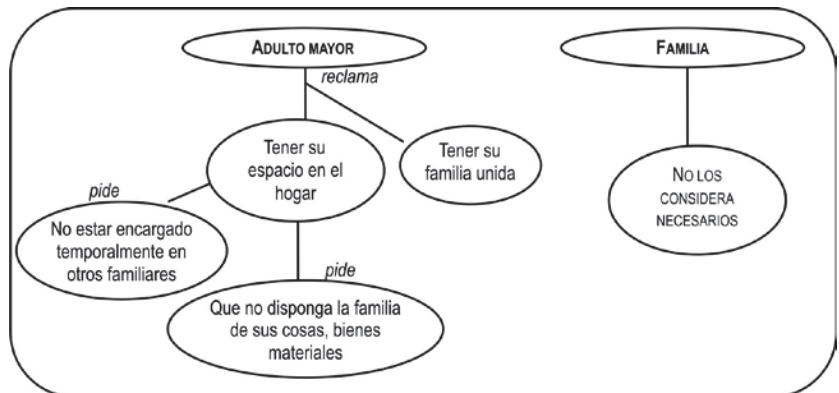 ADULTO MAYOR
FAMILIA
reclama
Tener su
espacio en el
hogar
Tener su
familia unida
NO LOS
CONSIDERA
NECESARIOS
pide
No estar encargado
temporalmente en
otros familiares
pide
Que no disponga la familia
de sus cosas, bienes
materiales